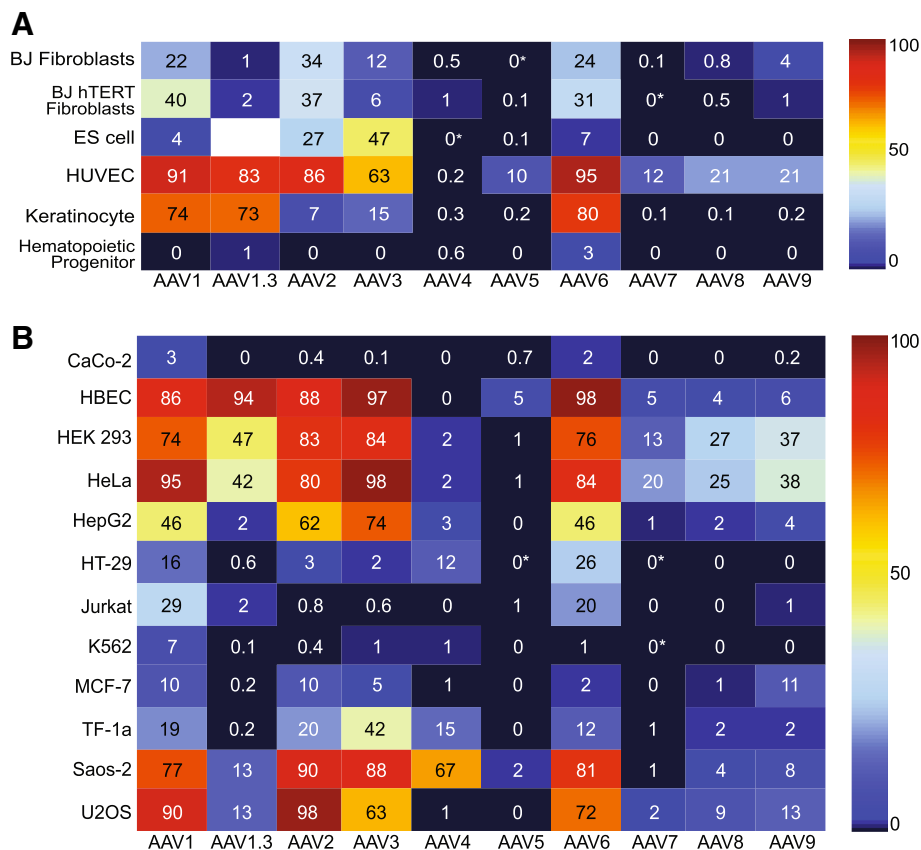 A
BJ Fibroblasts 22 1 34 12 0.5 0* 24 0.1 0.8 4
BJ hTERT
Fibroblasts 40 2 37 6 1 0.1 31 0* 0.5 1
ES cell 4 27 47 0* 0.1 7 0 0 0
HUVEC 91 83 86 63 0.2 10 95 12 21 21
Keratinocyte 74 73 7 15 0.3 0.2 80 0.1 0.1 0.2
Hematopoietic
Progenitor 0 1 0 0 0.6 0 3 0 0 0
AAV1 AAV1.3 AAV2 AAV3 AAV4 AAV5 AAV6 AAV7 AAV8 AAV9
100
50
0
B
CaCo-2 3 0 0.4 0.1 0 0.7 2 0 0 0.2
HBEC 86 94 88 97 0 5 98 5 4 6
HEK 293 74 47 83 84 2 1 76 13 27 37
HeLa 95 42 80 98 2 1 84 20 25 38
HepG2 46 2 62 74 3 0 46 1 2 4
HT-29 16 0.6 3 2 12 0* 26 0* 0 0
Jurkat 29 2 0.8 0.6 0 1 20 0 0 1
K562 7 0.1 0.4 1 1 0 1 0* 0 0
MCF-7 10 0.2 10 5 1 0 2 0 1 11
TF-1a 19 0.2 20 42 15 0 12 1 2 2
Saos-2 77 13 90 88 67 2 81 1 4 8
U2OS 90 13 98 63 1 0 72 2 9 13
AAV1 AAV1.3 AAV2 AAV3 AAV4 AAV5 AAV6 AAV7 AAV8 AAV9
100
50
0